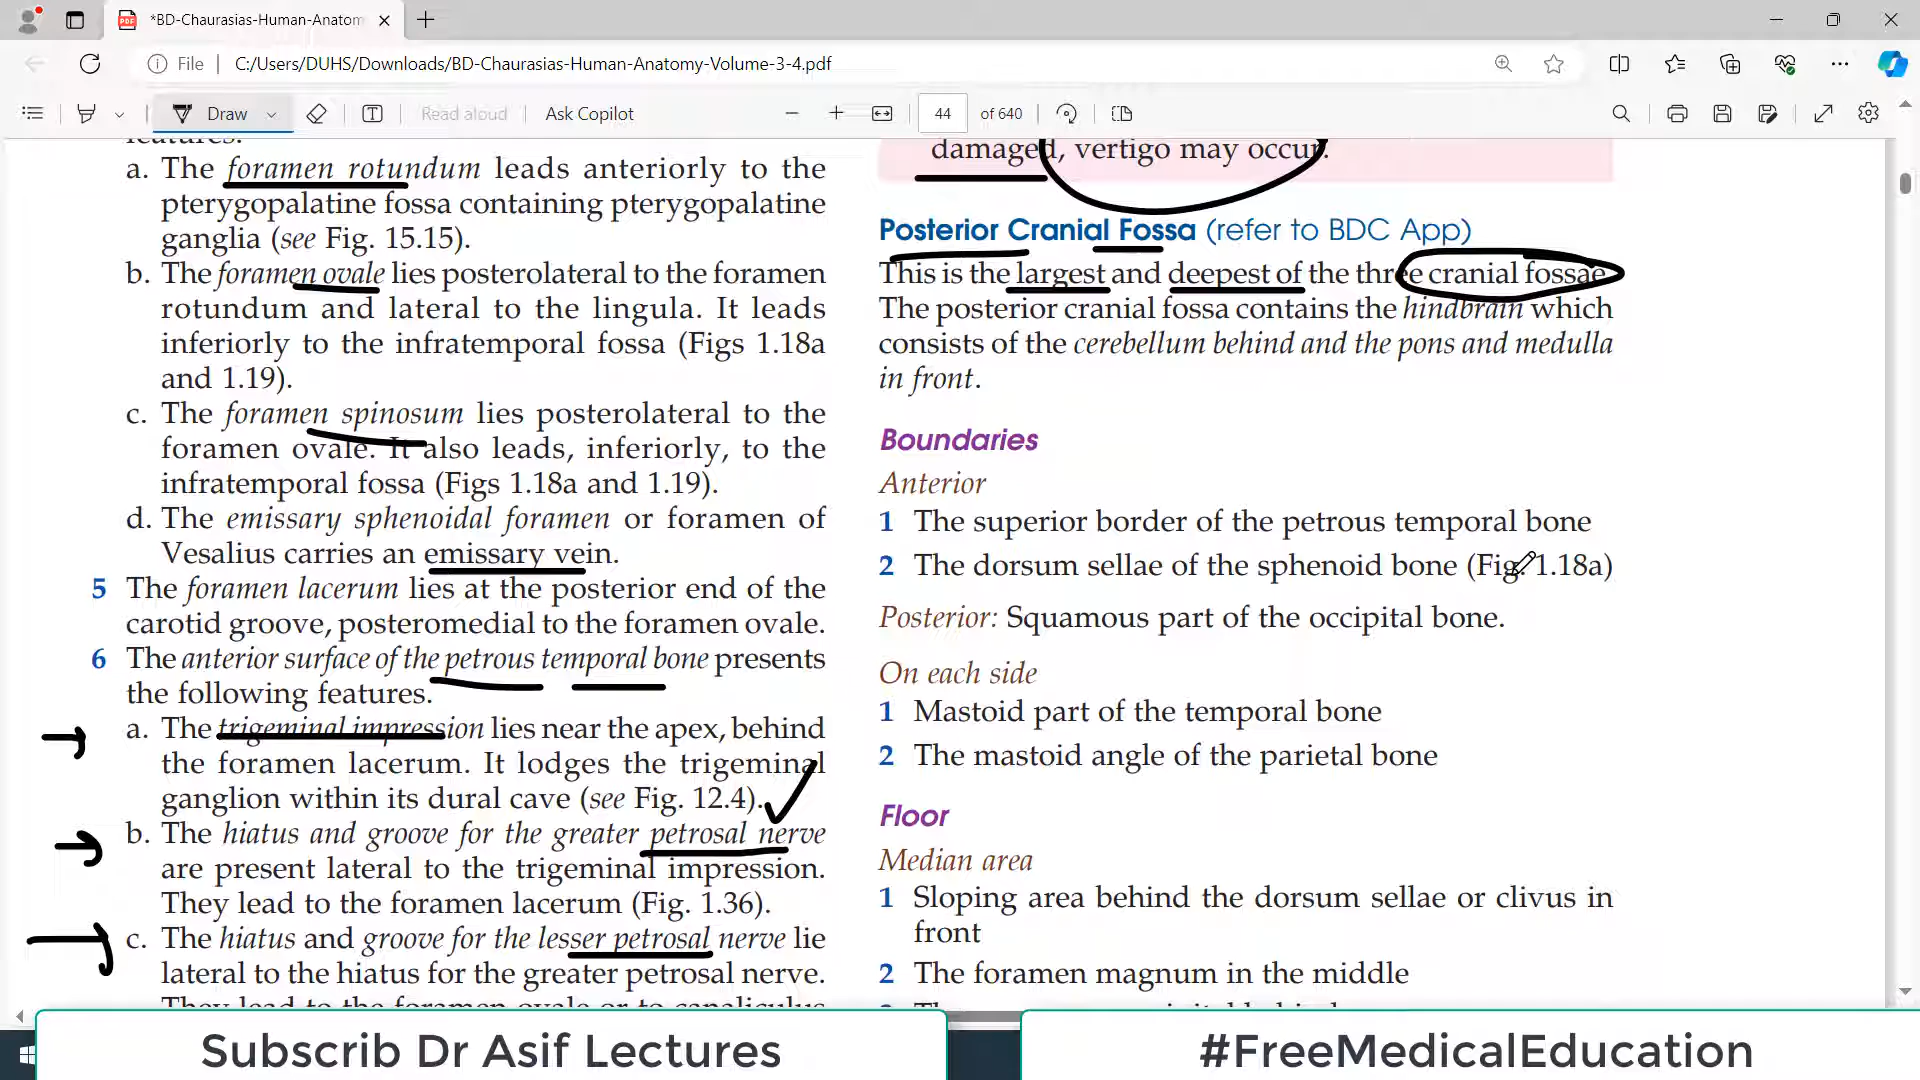 *BD-Chaurasias-Human-Anatom
File
C:/Users/DUHS/Downloads/BD-Chaurasias-Human-Anatomy-Volume-3-4.pdf
Draw
Read aloud
Ask Copilot
44
of 640
features.
a. The foramen rotundum leads anteriorly to the
pterygopalatine fossa containing pterygopalatine
ganglia (see Fig. 15.15).
b. The foramen ovale lies posterolateral to the foramen
rotundum and lateral to the lingula. It leads
inferiorly to the infratemporal fossa (Figs 1.18a
and 1.19).
c. The foramen spinosum lies posterolateral to the
foramen ovale. It also leads, inferiorly, to the
infratemporal fossa (Figs 1.18a and 1.19).
d. The emissary sphenoidal foramen or foramen of
Vesalius carries an emissary vein.
5 The foramen lacerum lies at the posterior end of the
carotid groove, posteromedial to the foramen ovale.
6 The anterior surface of the petrous temporal bone presents
the following features.
a. The trigeminal impression lies near the apex, behind
the foramen lacerum. It lodges the trigeminal
ganglion within its dural cave (see Fig. 12.4).
b. The hiatus and groove for the greater petrosal nerve
are present lateral to the trigeminal impression.
They lead to the foramen lacerum (Fig. 1.36).
c. The hiatus and groove for the lesser petrosal nerve lie
lateral to the hiatus for the greater petrosal nerve.
They lead to the foramen ovale or to canaliculus
damaged, vertigo may occur.
Posterior Cranial Fossa (refer to BDC App)
This is the largest and deepest of the three cranial fossae.
The posterior cranial fossa contains the hindbrain which
consists of the cerebellum behind and the pons and medulla
in front.
Boundaries
Anterior
1 The superior border of the petrous temporal bone
2 The dorsum sellae of the sphenoid bone (Fig. 1.18a)
Posterior: Squamous part of the occipital bone.
On each side
1 Mastoid part of the temporal bone
2 The mastoid angle of the parietal bone
Floor
Median area
1 Sloping area behind the dorsum sellae or clivus in
front
2 The foramen magnum in the middle
Subscrib Dr Asif Lectures
#FreeMedicalEducation